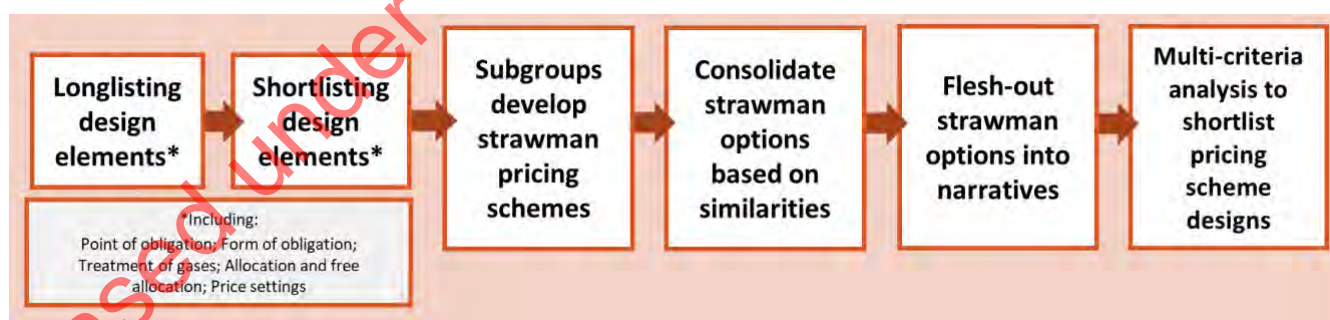 Longlisting
design
elements*
Shortlisting
design
elements*
Subgroups
develop
strawman
pricing
schemes
Consolidate
strawman
options
based on
similarities
Flesh-out
strawman
options into
narratives
Multi-criteria
analysis to
shortlist
pricing
scheme
designs
*Including:
Point of obligation; Form of obligation;
Treatment of gases; Allocation and free
allocation; Price settings
sed under